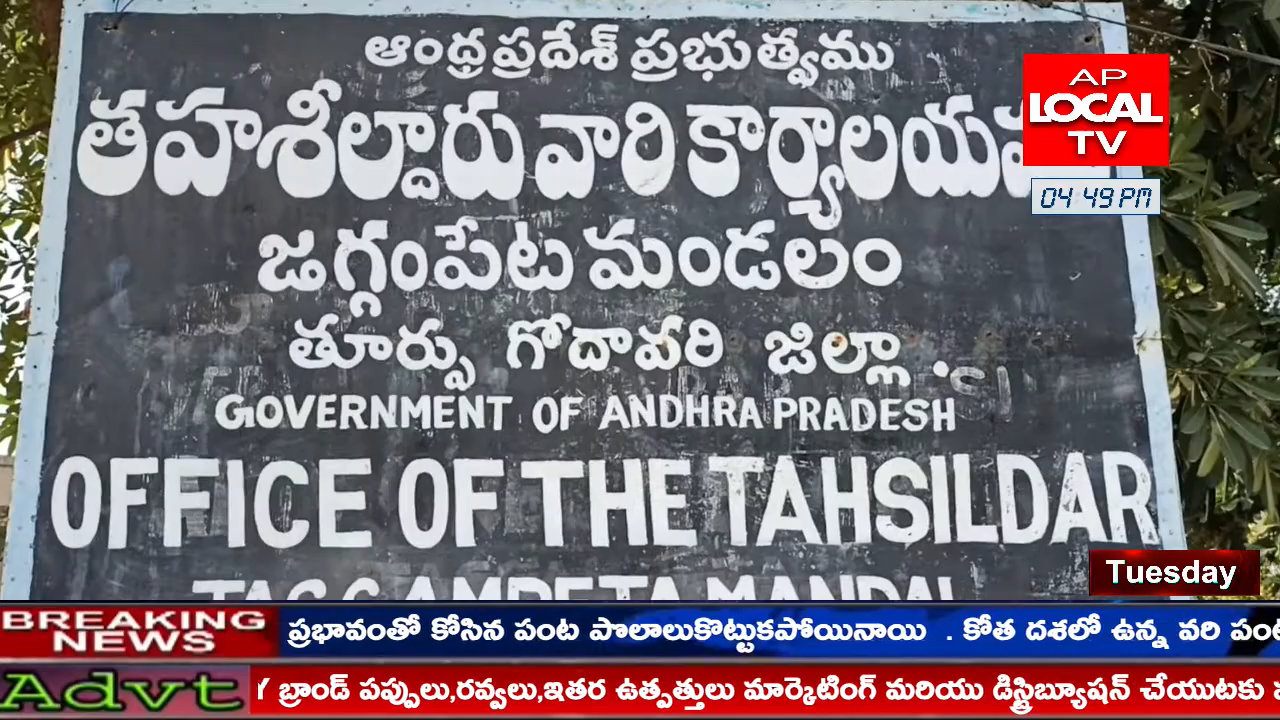 ఆంధ్రప్రదేశ్ ప్రభుత్వము
తహశీల్దారు వారి కార్యాలయ
జగ్గంపేట మండలం
తూర్పు గోదావరి జిల్లా.
GOVERNMENT OF ANDHRA PRADESH
OFFICE OF THE TAHSILDAR
JAGGAMPETA MANDAL
AP
LOCAL
TV
04 49 PM
Tuesday
BREAKING
NEWS
ప్రభావంతో కోసిన పంట పొలాలుకొట్టుకపోయినాయి . కోత దశలో ఉన్న వరి పంట
Advt
Y బ్రాండ్ పప్పులు,రవ్వలు,ఇతర ఉత్పత్తులు మార్కెటింగ్ మరియు డిస్ట్రిబ్యూషన్ చేయుటకు